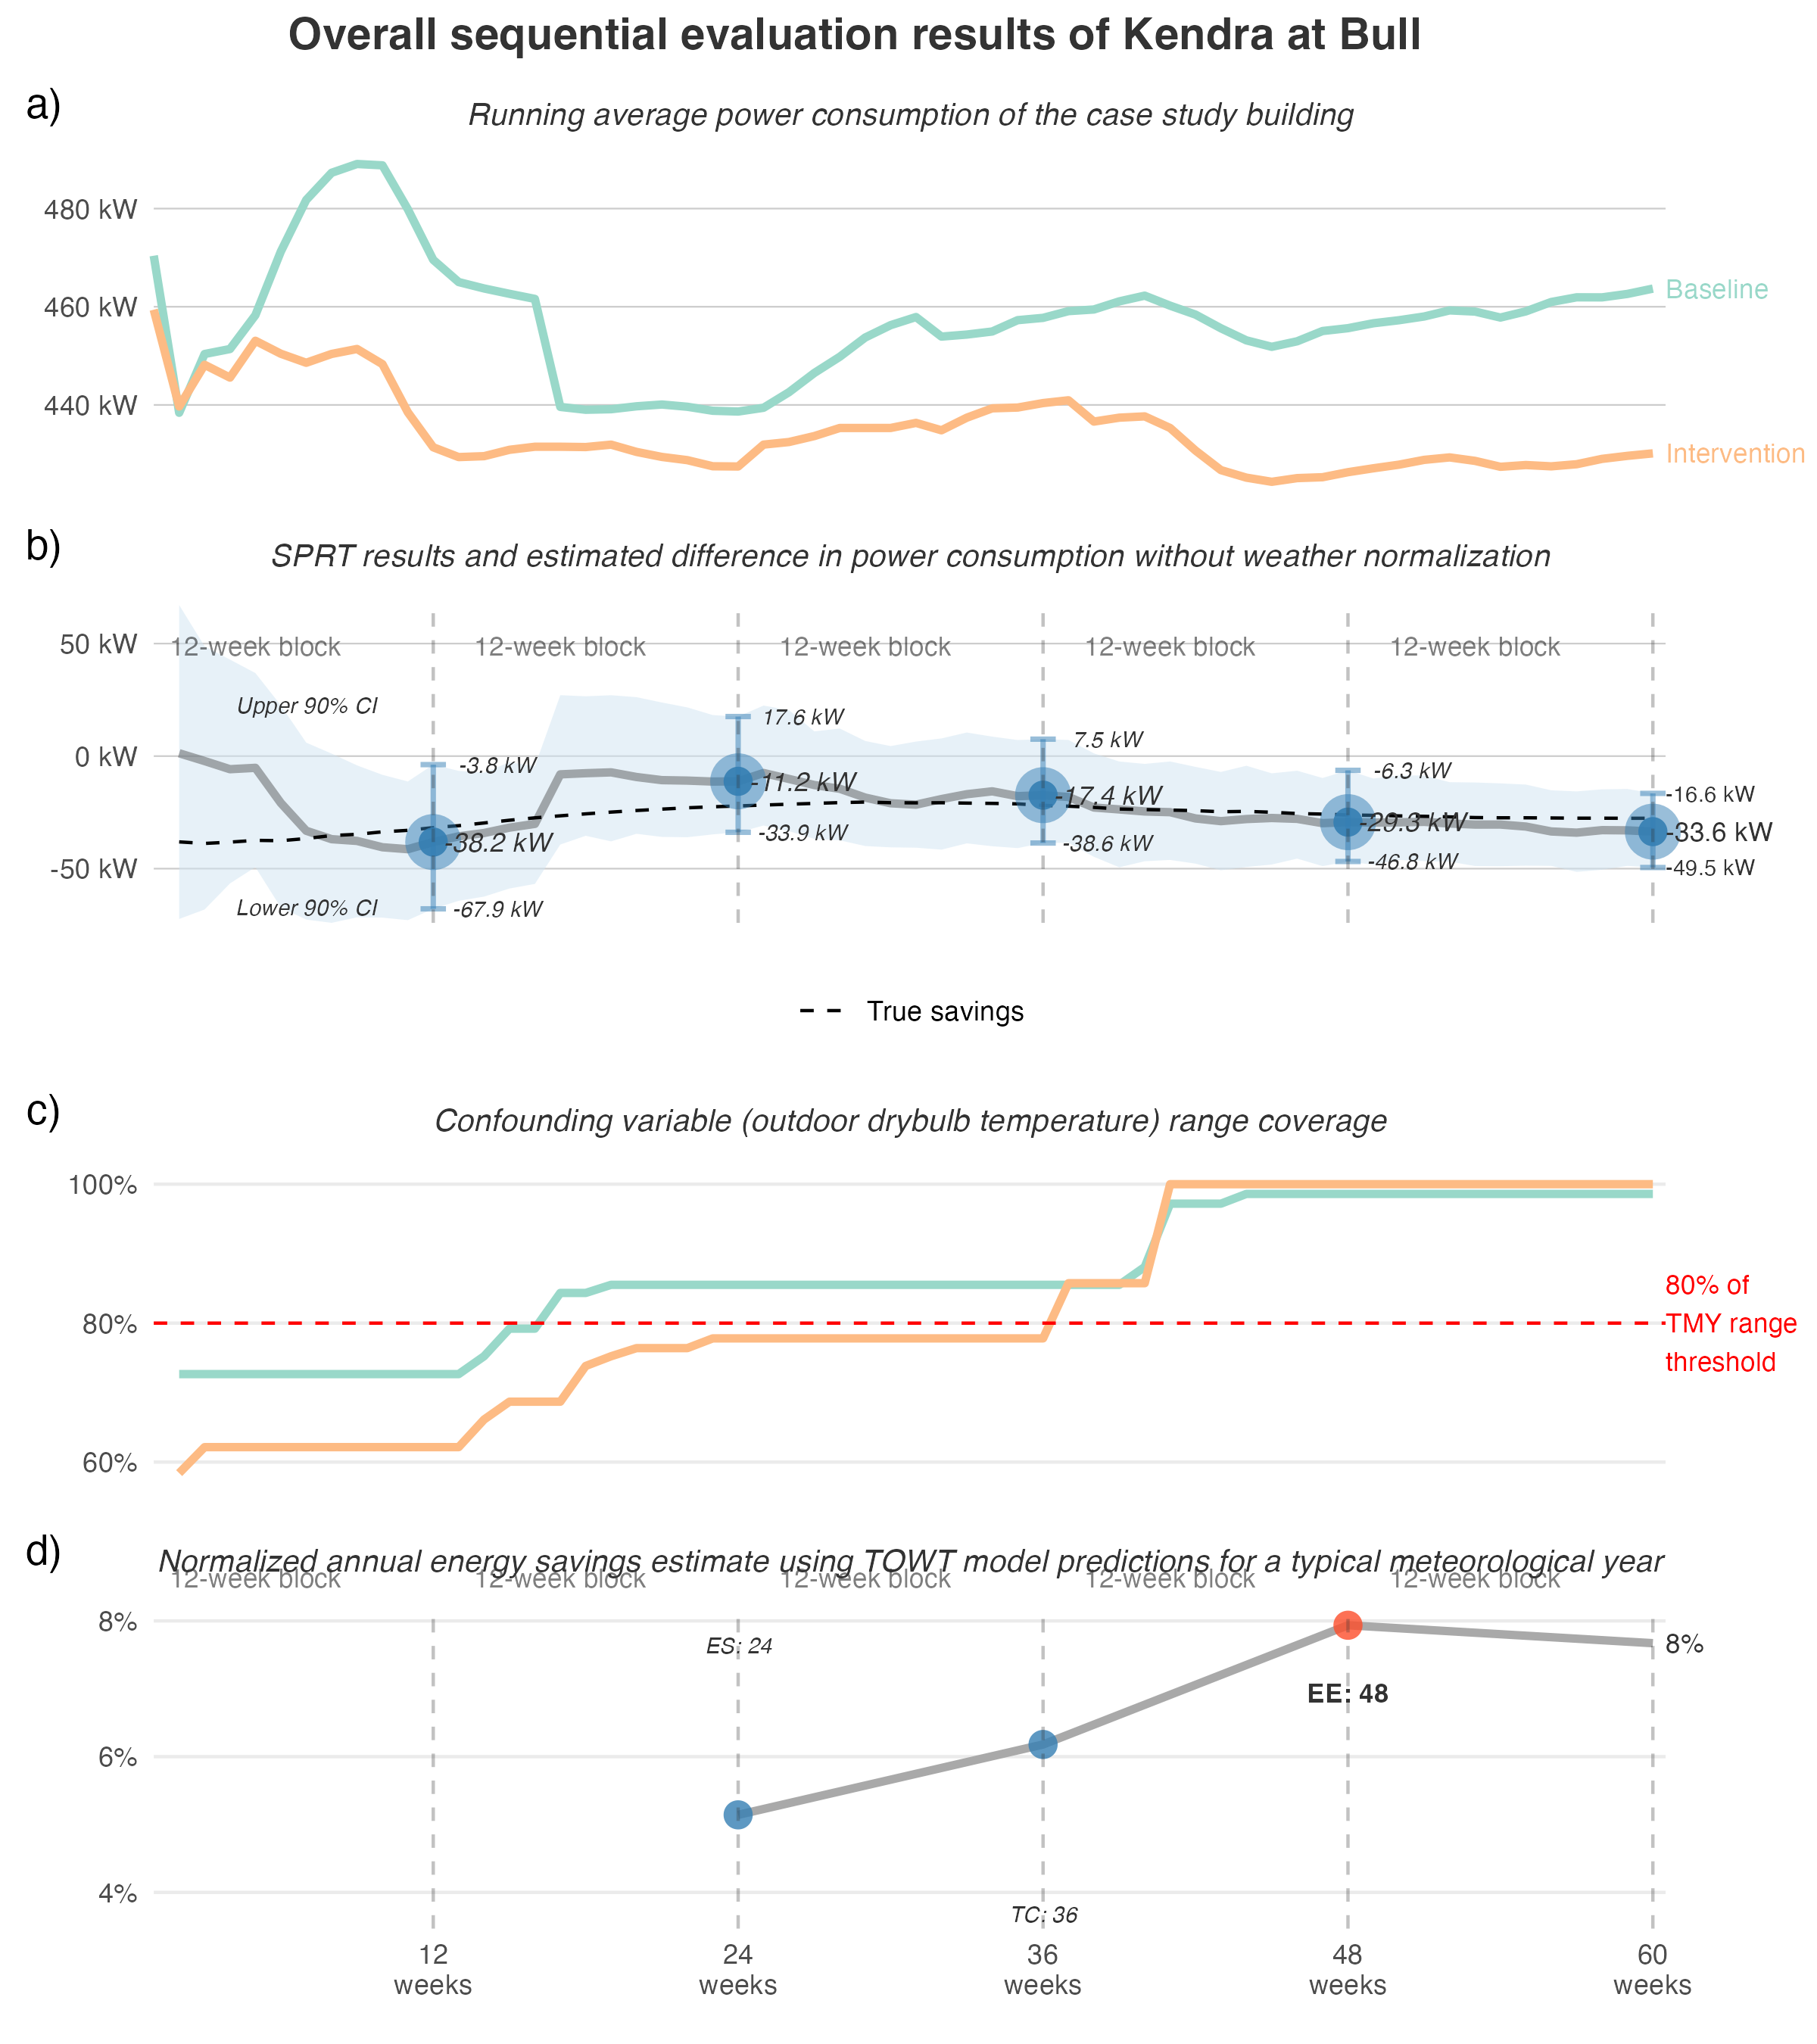 Overall sequential evaluation results of Kendra at Bull
a)
Running average power consumption of the case study building
480 kW
460 kW
440 kW
Baseline
Intervention
b)
SPRT results and estimated difference in power consumption without weather normalization
50 kW
0 kW
-50 kW
12-week block
12-week block
12-week block
12-week block
12-week block
Upper 90% CI
Lower 90% CI
-3.8 kW
-38.2 kW
-67.9 kW
17.6 kW
-11.2 kW
-33.9 kW
7.5 kW
-17.4 kW
-38.6 kW
-6.3 kW
-29.3 kW
-46.8 kW
-16.6 kW
-33.6 kW
-49.5 kW
True savings
c)
Confounding variable (outdoor drybulb temperature) range coverage
100%
80%
60%
80% of
TMY range
threshold
d)
Normalized annual energy savings estimate using TOWT model predictions for a typical meteorological year
12-week block
12-week block
12-week block
12-week block
12-week block
8%
6%
4%
ES: 24
TC: 36
EE: 48
8%
12
weeks
24
weeks
36
weeks
48
weeks
60
weeks